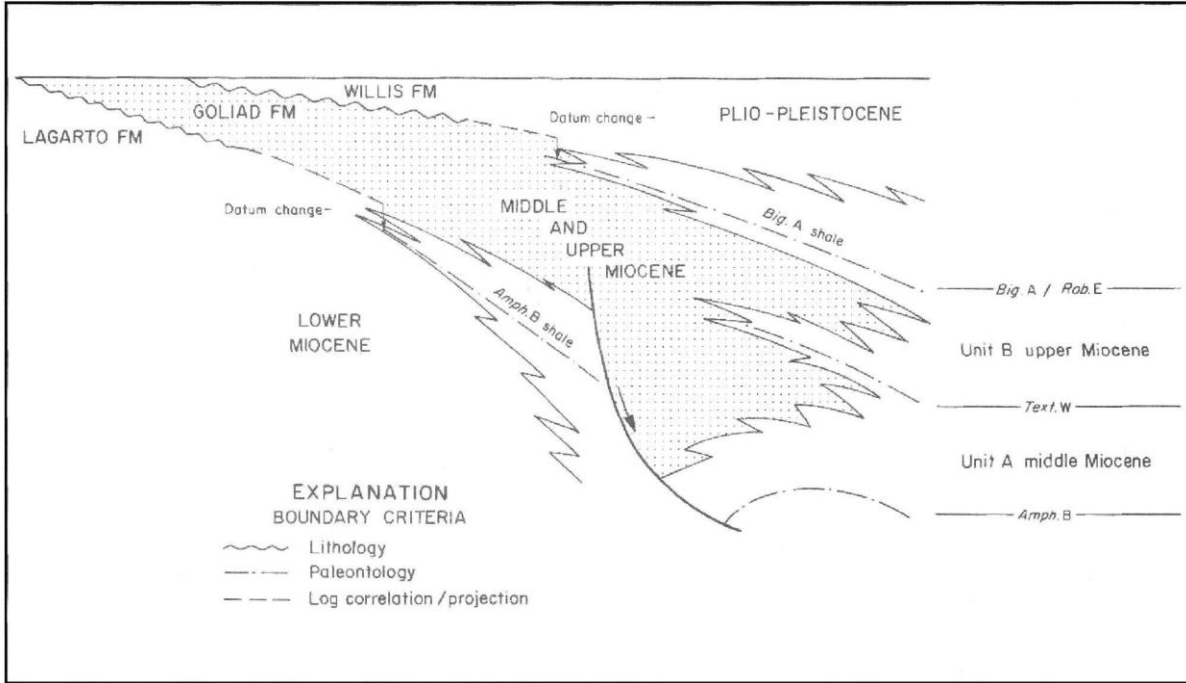 WILLIS FM
GOLIAD FM
LAGARTO FM
Datum change-
PLIO-PLEISTOCENE
Datum change-
MIDDLE
AND
UPPER
MIOCENE
Big. A shale
Amph. B shale
LOWER
MIOCENE
Big. A / Rob. E
Unit B upper Miocene
Text. W
Unit A middle Miocene
Amph. B
EXPLANATION
BOUNDARY CRITERIA
Lithology
Paleontology
Log correlation/projection